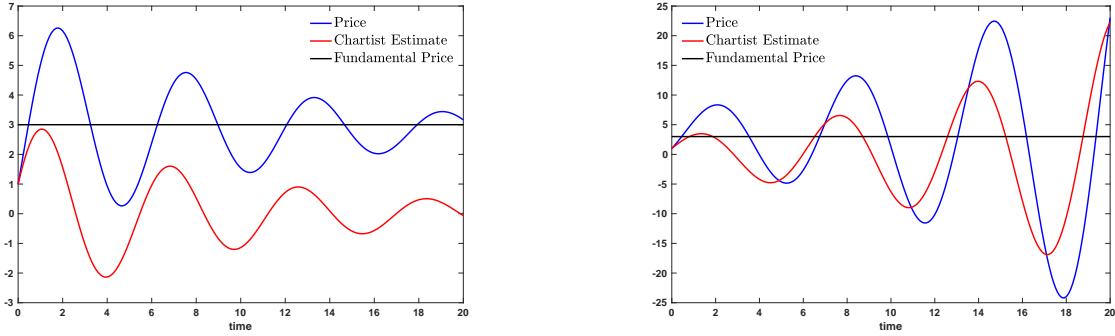 7
6
5
4
3
2
1
0
-1
-2
-3
0 2 4 6 8 10 12 14 16 18 20
time
Price
Chartist Estimate
Fundamental Price
25
20
15
10
5
0
-5
-10
-15
-20
-25
0 2 4 6 8 10 12 14 16 18 20
time
Price
Chartist Estimate
Fundamental Price